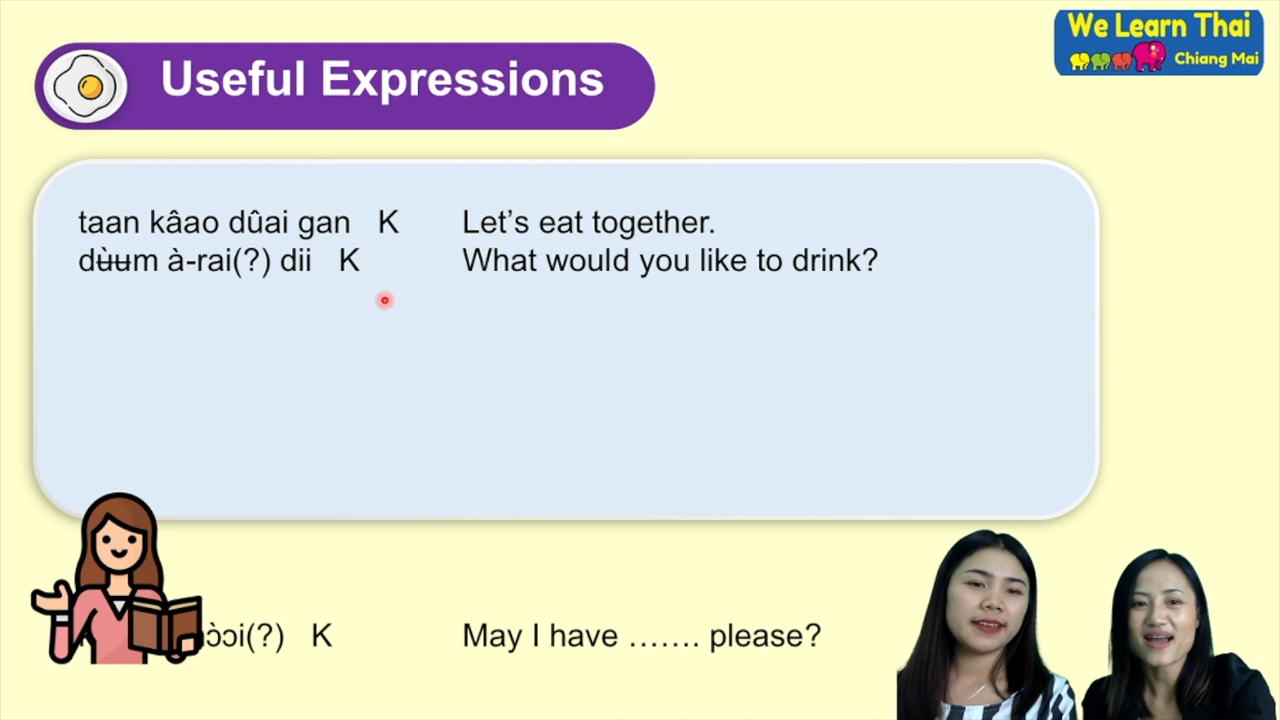 We Learn Thai
Chiang Mai
Useful Expressions
taan kâao dûai gan K Let’s eat together.
dʉ̀ʉm à-rai(?) dii K What would you like to drink?
K May I have ……. please?